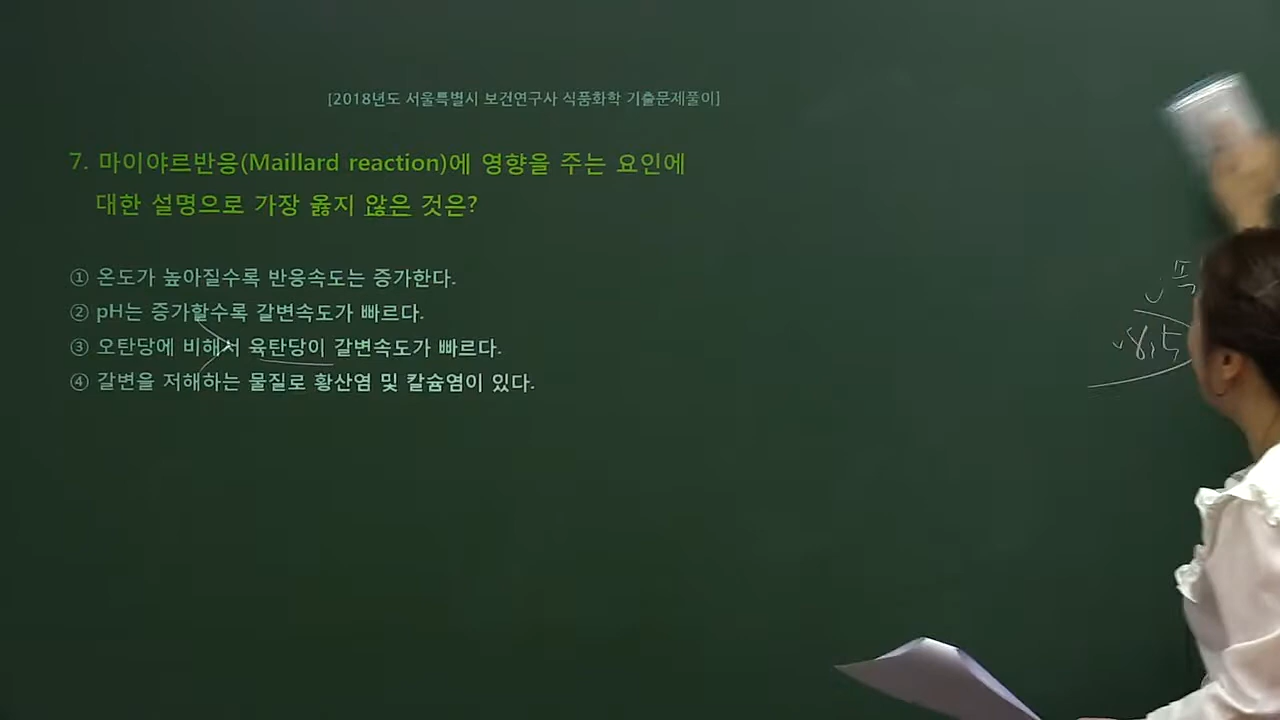 [2018년도 서울특별시 보건연구사 식품화학 기출문제풀이]
7. 마이야르반응(Maillard reaction)에 영향을 주는 요인에
대한 설명으로 가장 옳지 않은 것은?
① 온도가 높아질수록 반응속도는 증가한다.
② pH는 증가할수록 갈변속도가 빠르다.
③ 오탄당에 비해서 육탄당이 갈변속도가 빠르다.
④ 갈변을 저해하는 물질로 황산염 및 칼슘염이 있다.